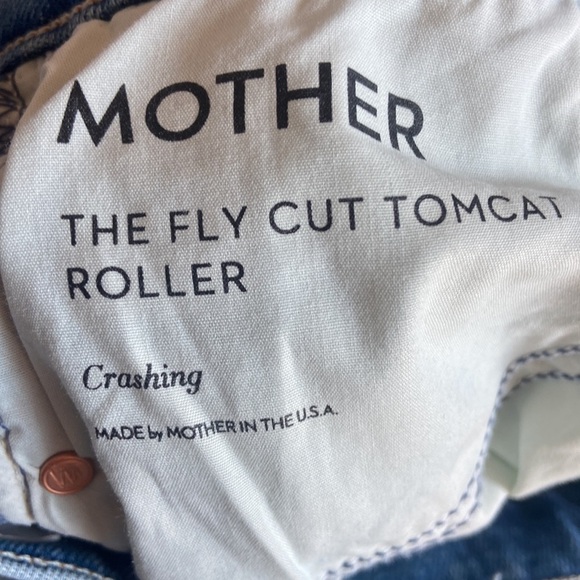 MOTHER
THE FLY CUT TOMCAT
ROLLER
Crashing
MADE by MOTHER IN THE U.S.A.